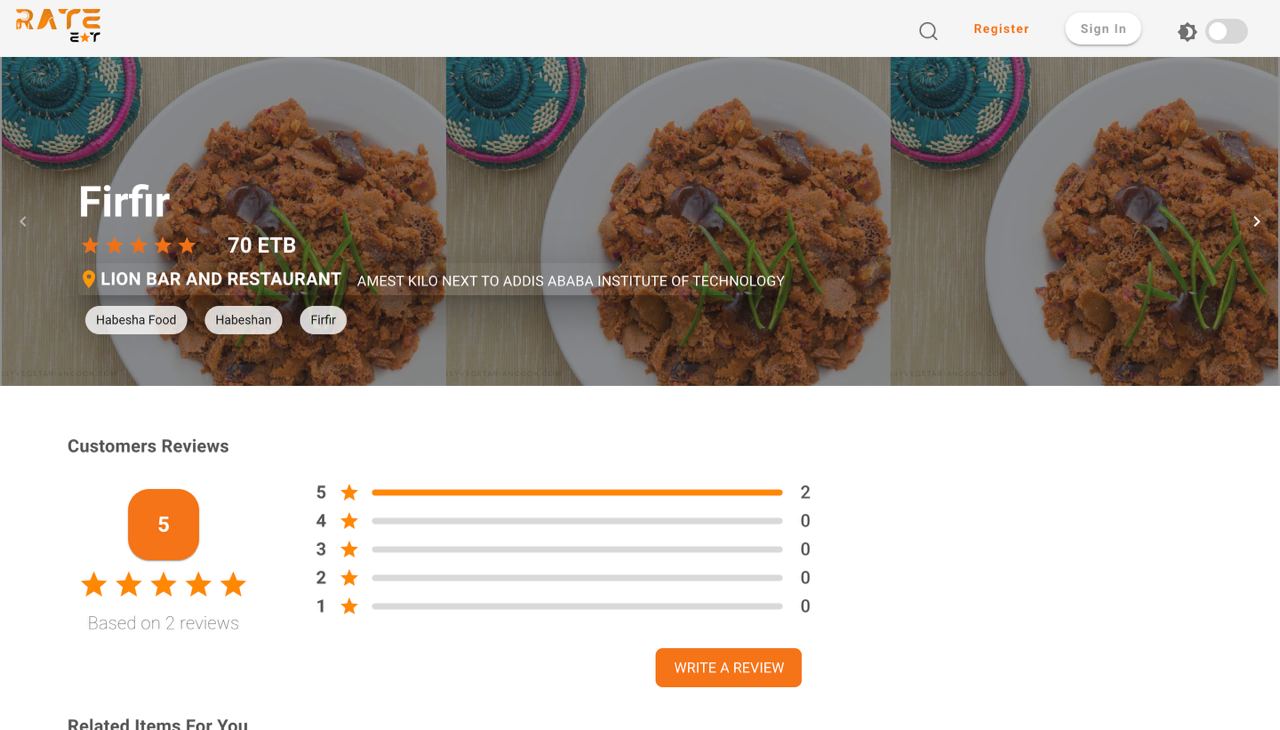 RATE
EAT
Register
Sign In
Firfir
70 ETB
LION BAR AND RESTAURANT AMEST KILO NEXT TO ADDIS ABABA INSTITUTE OF TECHNOLOGY
Habesha Food Habeshan Firfir
Customers Reviews
5
Based on 2 reviews
5 2
4 0
3 0
2 0
1 0
WRITE A REVIEW
Related Items For You